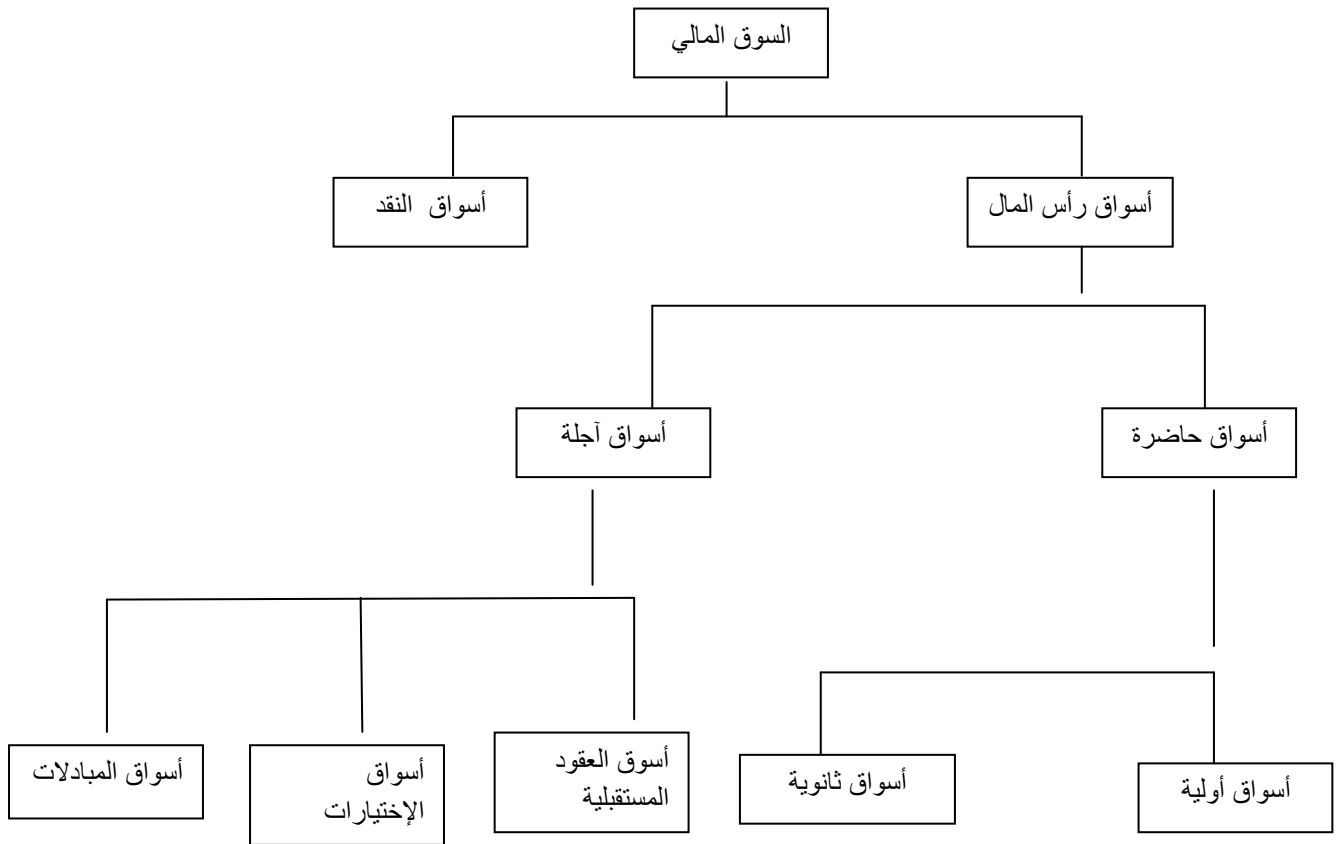 السوق المالي
أسواق رأس المال
أسواق النقد
أسواق حاضرة
أسواق آجلة
أسواق أولية
أسواق ثانوية
أسوق العقود
المستقبلية
أسواق
الإختيارات
أسواق المبادلات